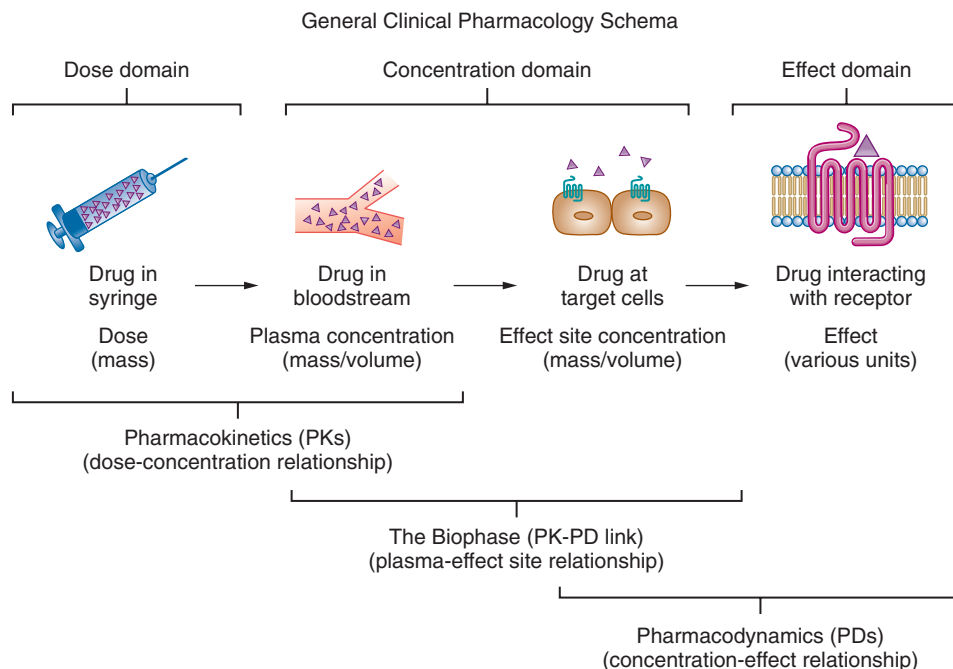 General Clinical Pharmacology Schema
Dose domain
Concentration domain
Effect domain
Drug in
syringe
Drug in
bloodstream
Drug at
target cells
Drug interacting
with receptor
Dose
(mass)
Plasma concentration
(mass/volume)
Effect site concentration
(mass/volume)
Effect
(various units)
Pharmacokinetics (PKs)
(dose-concentration relationship)
The Biophase (PK-PD link)
(plasma-effect site relationship)
Pharmacodynamics (PDs)
(concentration-effect relationship)